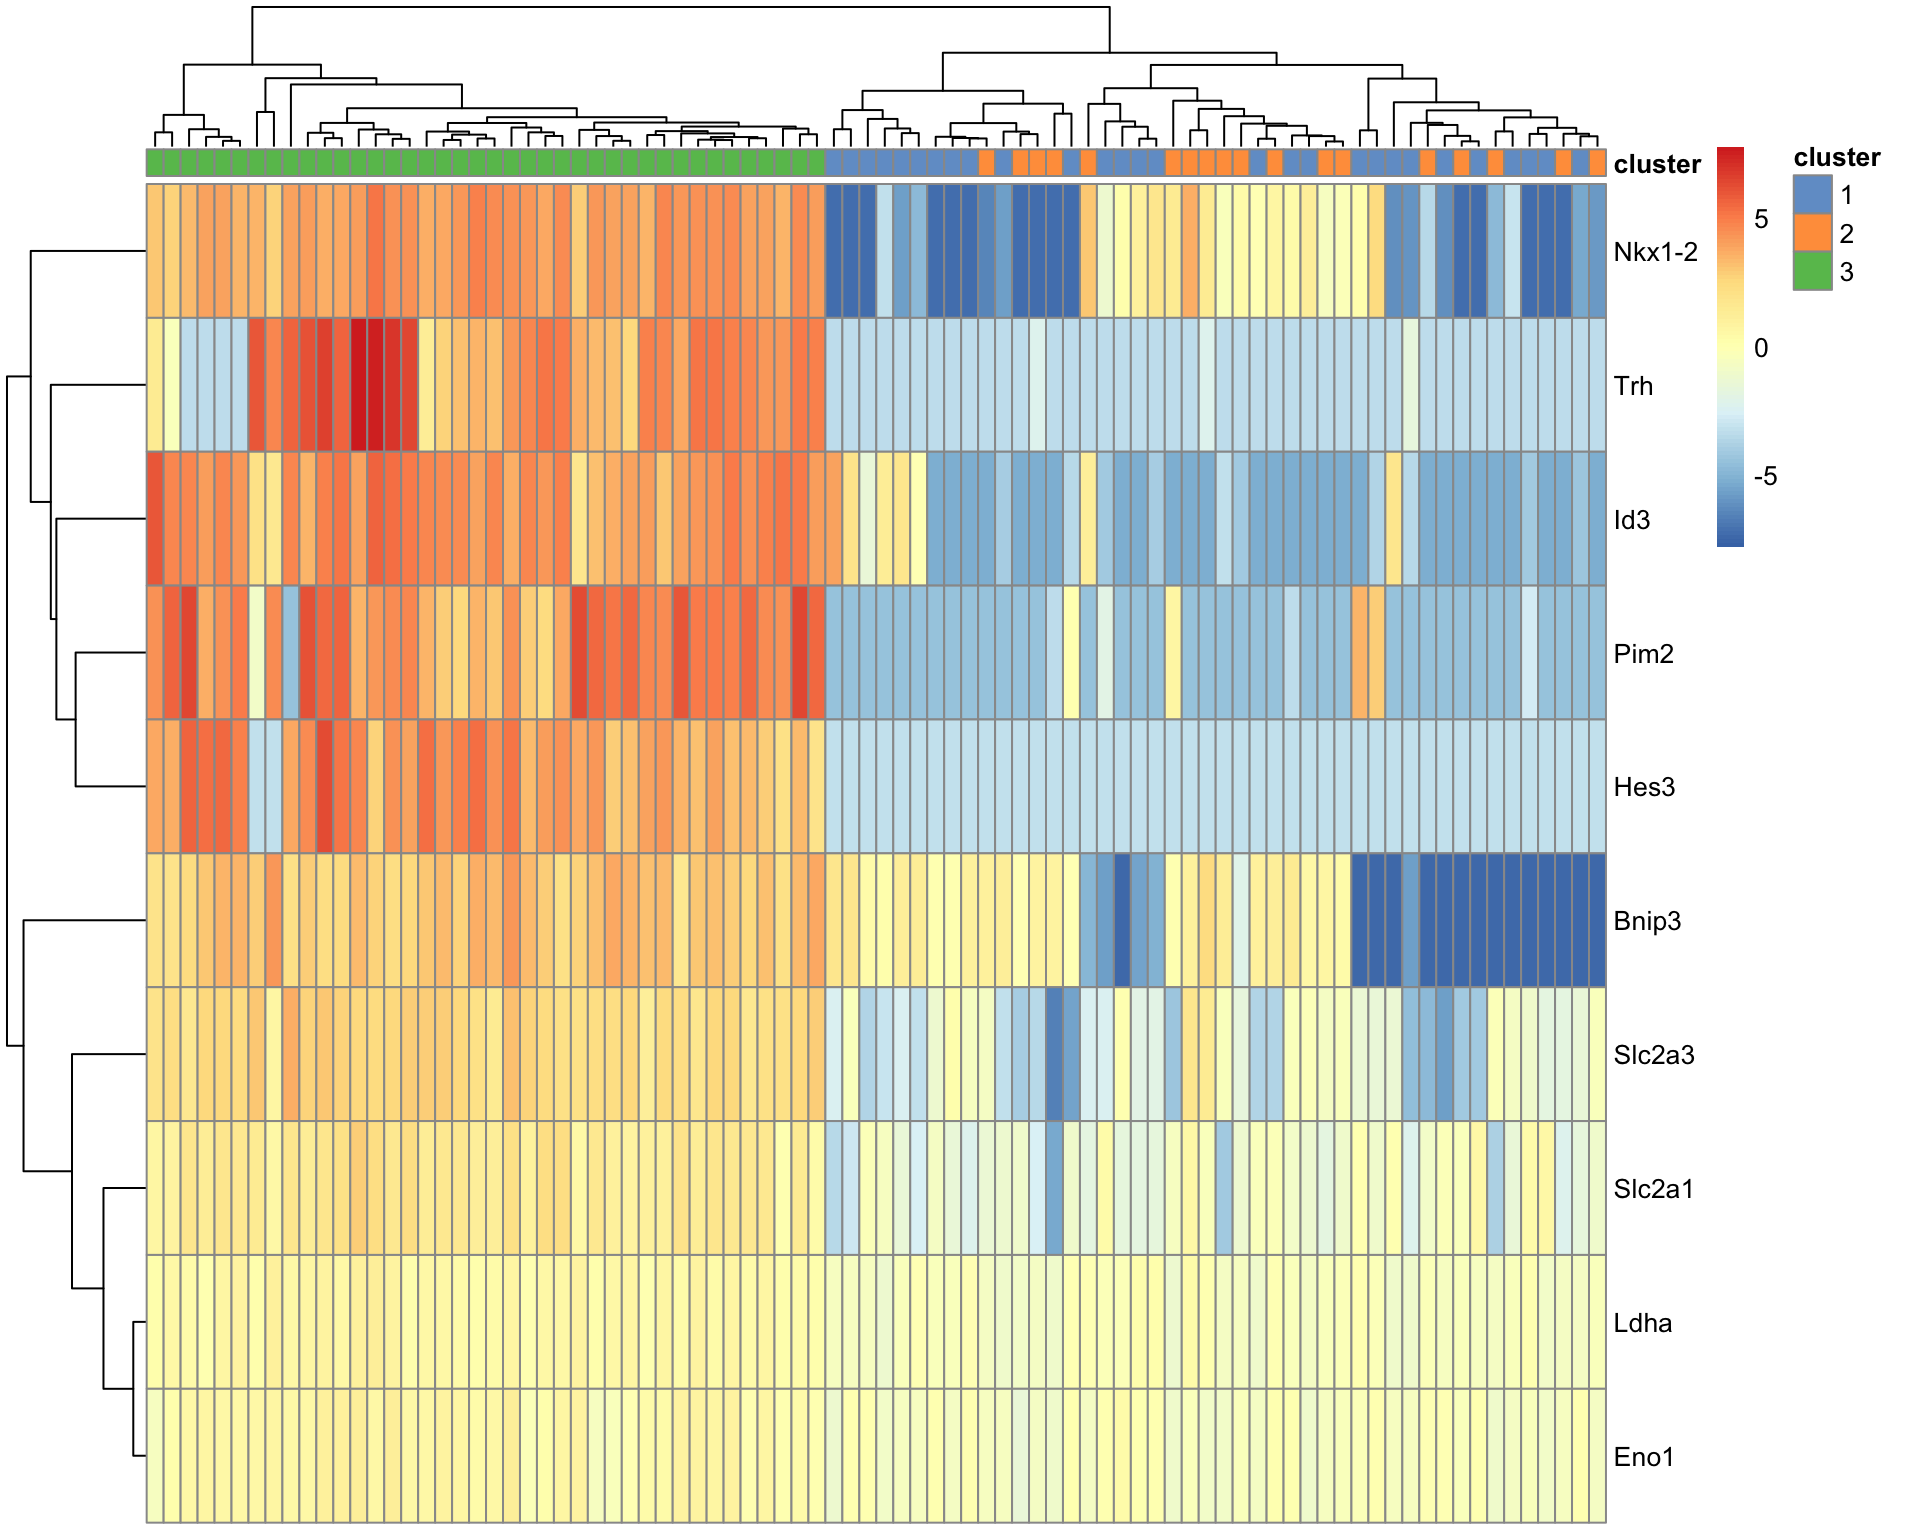 cluster
cluster
1
2
3
5
0
-5
Nkx1-2
Trh
Id3
Pim2
Hes3
Bnip3
Slc2a3
Slc2a1
Ldha
Eno1